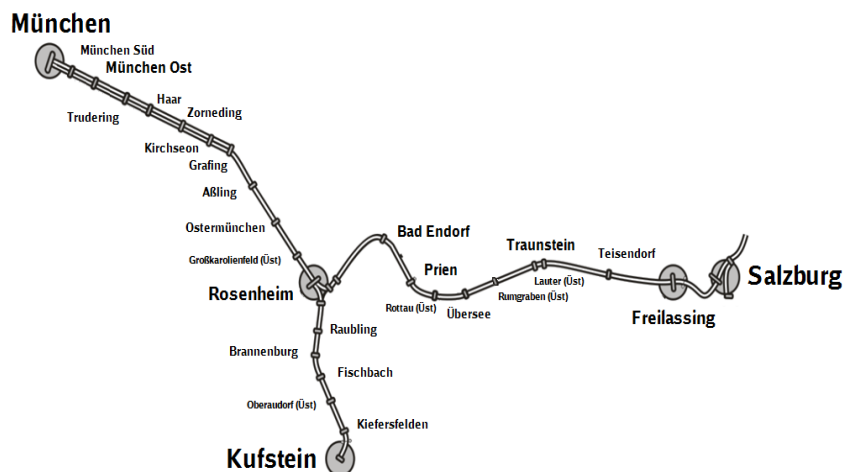 München
München Süd
München Ost
Haar
Trudering
Zorneding
Kirchseon
Grafing
Aßling
Ostermünchen
Großkarolienfeld (Üst)
Rosenheim
Bad Endorf
Prien
Rottau (Üst)
Übersee
Rumgraben (Üst)
Traunstein
Lauter (Üst)
Teisendorf
Freilassing
Salzburg
Raubling
Brannenburg
Fischbach
Oberaudorf (Üst)
Kiefersfelden
Kufstein